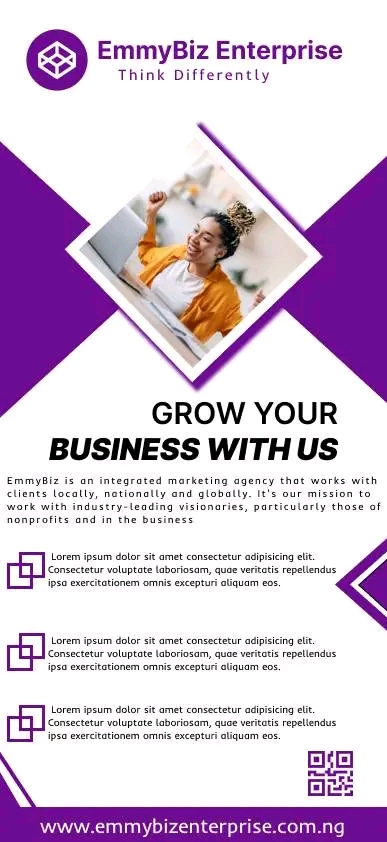 EmmyBiz Enterprise
Think Differently
GROW YOUR
BUSINESS WITH US
EmmyBiz is an integrated marketing agency that works with
clients locally, nationally and globally. It's our mission to
work with industry-leading visionaries, particularly those of
nonprofits and in the business
Lorem ipsum dolor sit amet consectetur adipisicing elit.
Consectetur voluptate laboriosam, quae veritatis repellendus
ipsa exercitationem omnis excepturi aliquam eos.
Lorem ipsum dolor sit amet consectetur adipisicing elit.
Consectetur voluptate laboriosam, quae veritatis repellendus
ipsa exercitationem omnis excepturi aliquam eos.
Lorem ipsum dolor sit amet consectetur adipisicing elit.
Consectetur voluptate laboriosam, quae veritatis repellendus
ipsa exercitationem omnis excepturi aliquam eos.
www.emmybizenterprise.com.ng